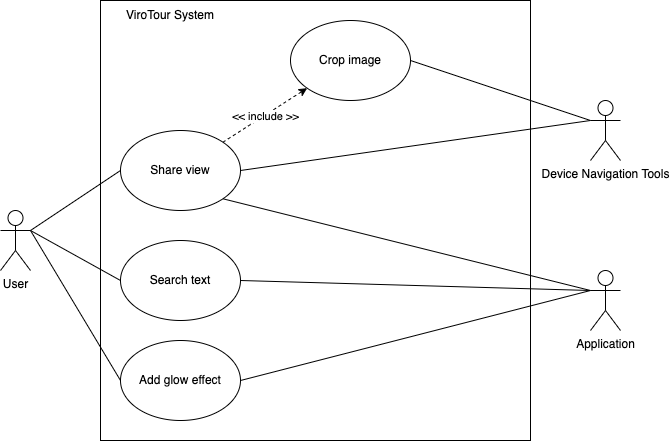 ViroTour System
Crop image
<< include >>
Share view
Device Navigation Tools
Search text
User
Application
Add glow effect